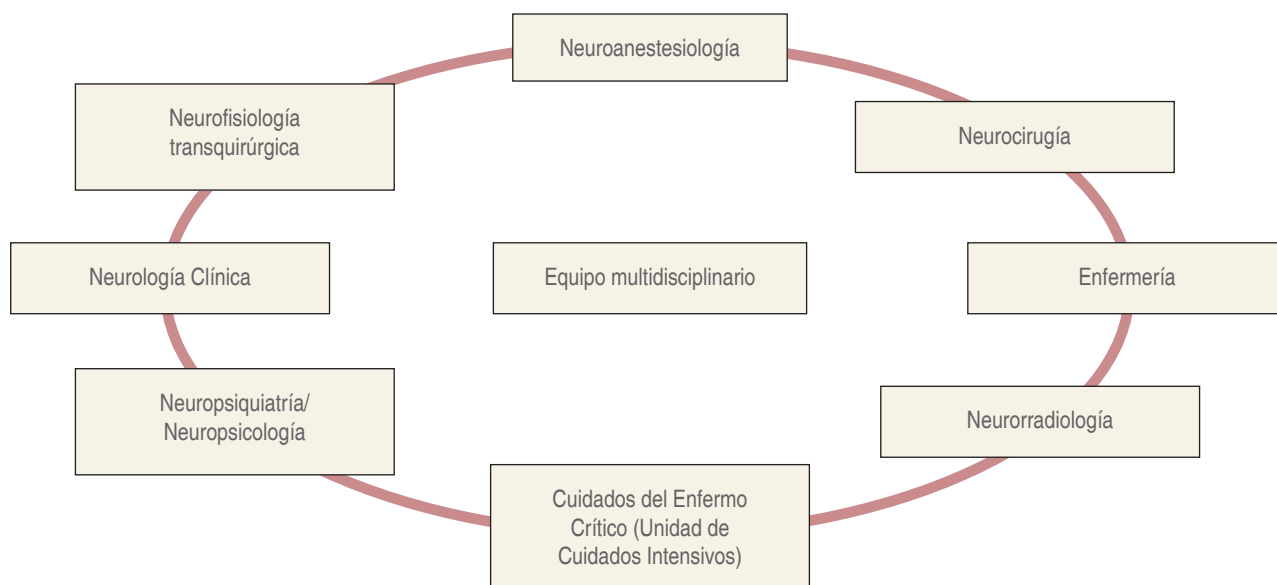 Neuroanestesiología
Neurofisiología
transquirúrgica
Neurocirugía
Neurología Clínica
Equipo multidisciplinario
Enfermería
Neuropsiquiatría/
Neuropsicología
Neurorradiología
Cuidados del Enfermo
Crítico (Unidad de
Cuidados Intensivos)